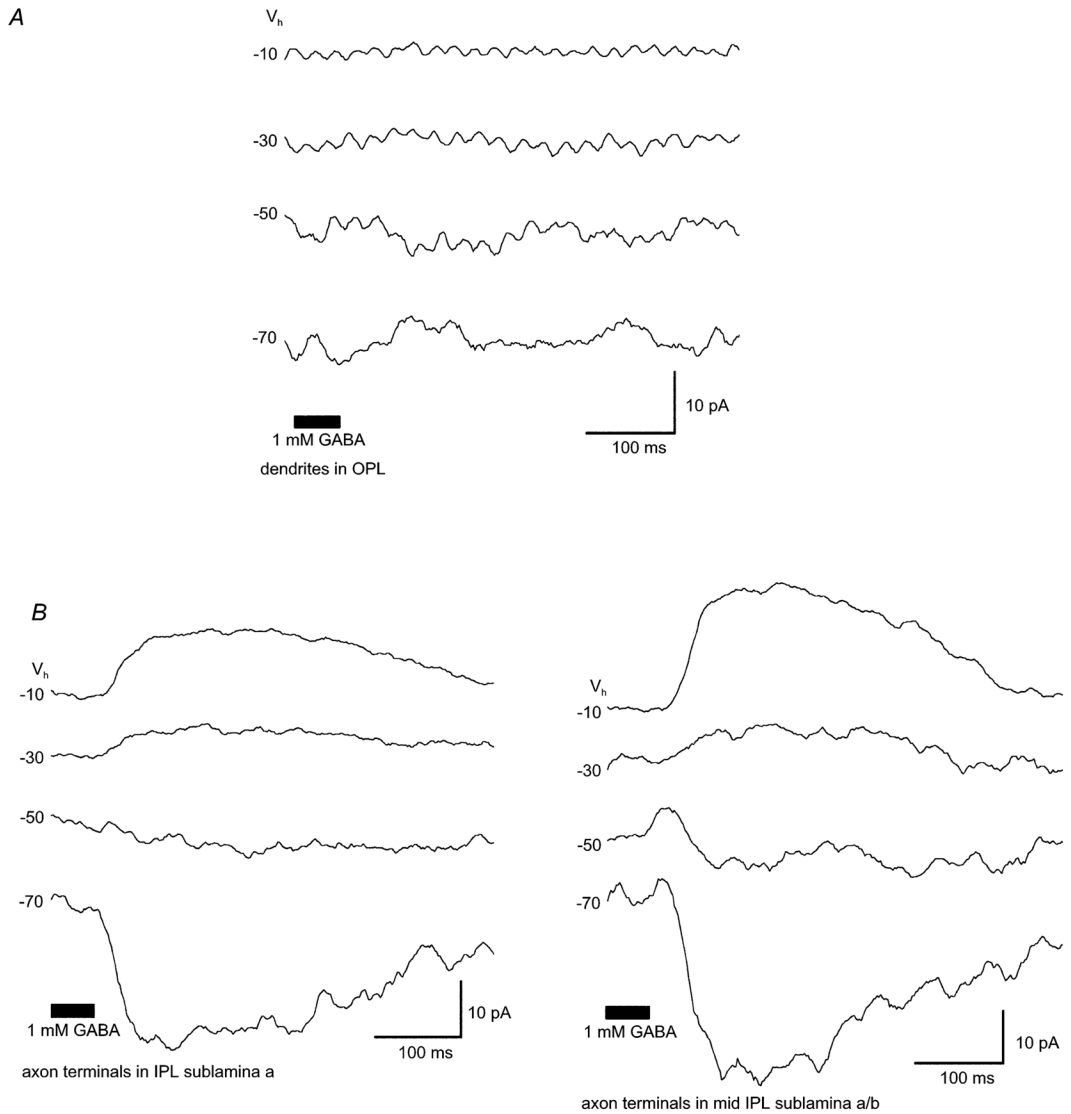 A
Vh
-10
-30
-50
-70
10 pA
1 mM GABA
100 ms
dendrites in OPL
B
Vh
-10
-30
-50
-70
1 mM GABA
10 pA
100 ms
axon terminals in IPL sublamina a
Vh
-10
-30
-50
-70
1 mM GABA
10 pA
100 ms
axon terminals in mid IPL sublamina a/b